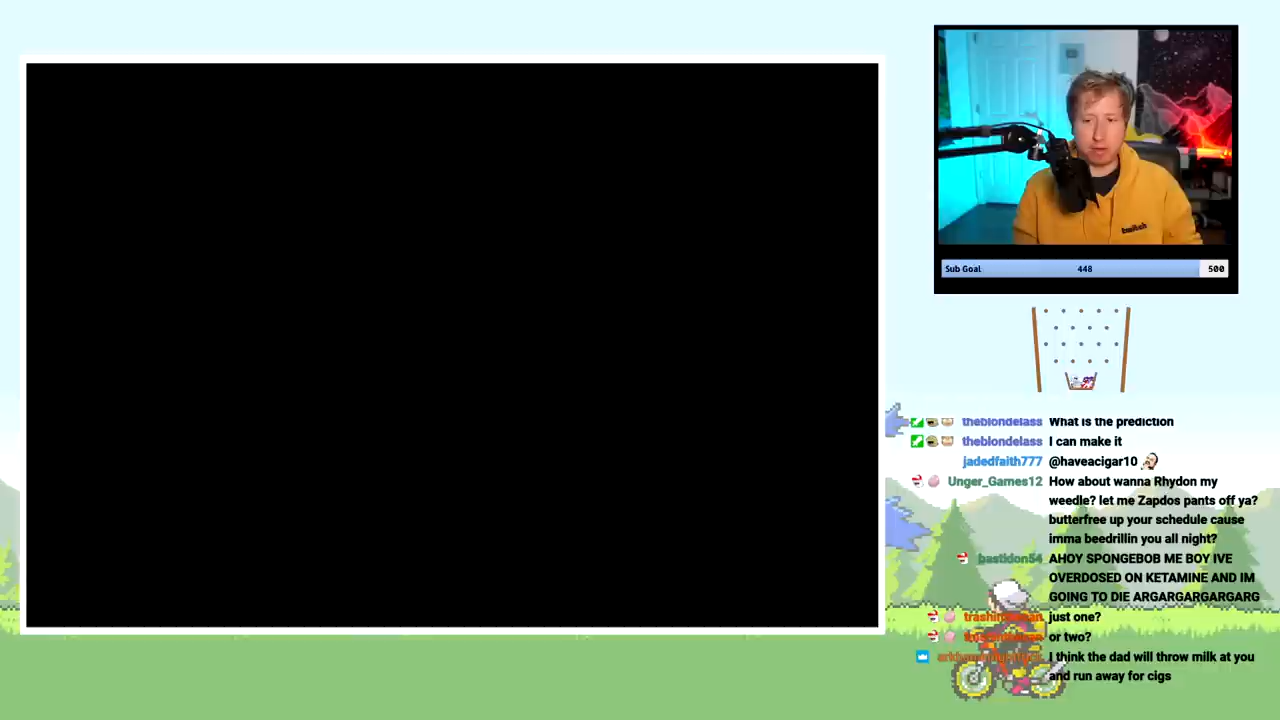 twitch
Sub Goal 448 500
theblondelass What is the prediction
theblondelass I can make it
jadedfaith777 @haveacigar10
Unger_Games12 How about wanna Rhydon my
weedle? let me Zapdos pants off ya?
butterfree up your schedule cause
imma beedrillin you all night?
bastidon54 AHOY SPONGEBOB ME BOY IVE
OVERDOSED ON KETAMINE AND IM
GOING TO DIE ARGARGARGARGARG
just one?
or two?
I think the dad will throw milk at you
and run away for cigs